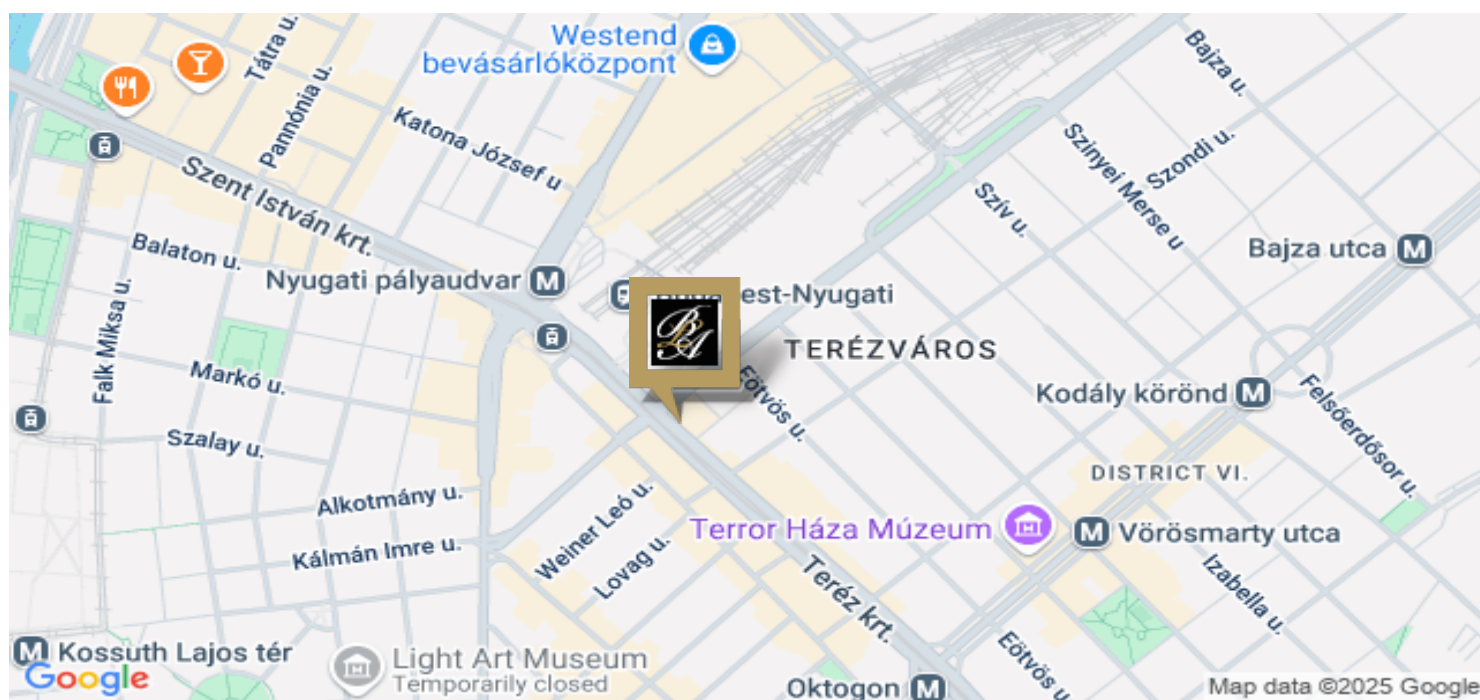 Westend
bevásárlóközpont
Tátra u.
Pannónia u.
Katona József u
Bajza u.
Szinyei Merse u
Szondi u.
Szív u.
Szent István krt.
Balaton u.
Nyugati pályaudvar M
Bajza utca M
est-Nyugati
Falk Miksa u.
TERÉZVÁROS
Markó u.
Eötvös u.
Kodály körönd M
Felsőerdősor u.
Szalay u.
DISTRICT VI.
Alkotmány u.
Weiner Leó u.
Terror Háza Múzeum
M Vörösmarty utca
Kálmán Imre u.
Lovag u.
Teréz krt.
Izabella u.
M Kossuth Lajos tér
Light Art Museum
Temporarily closed
Eötvös u.
Oktogon M
Google
Map data ©2025 Google